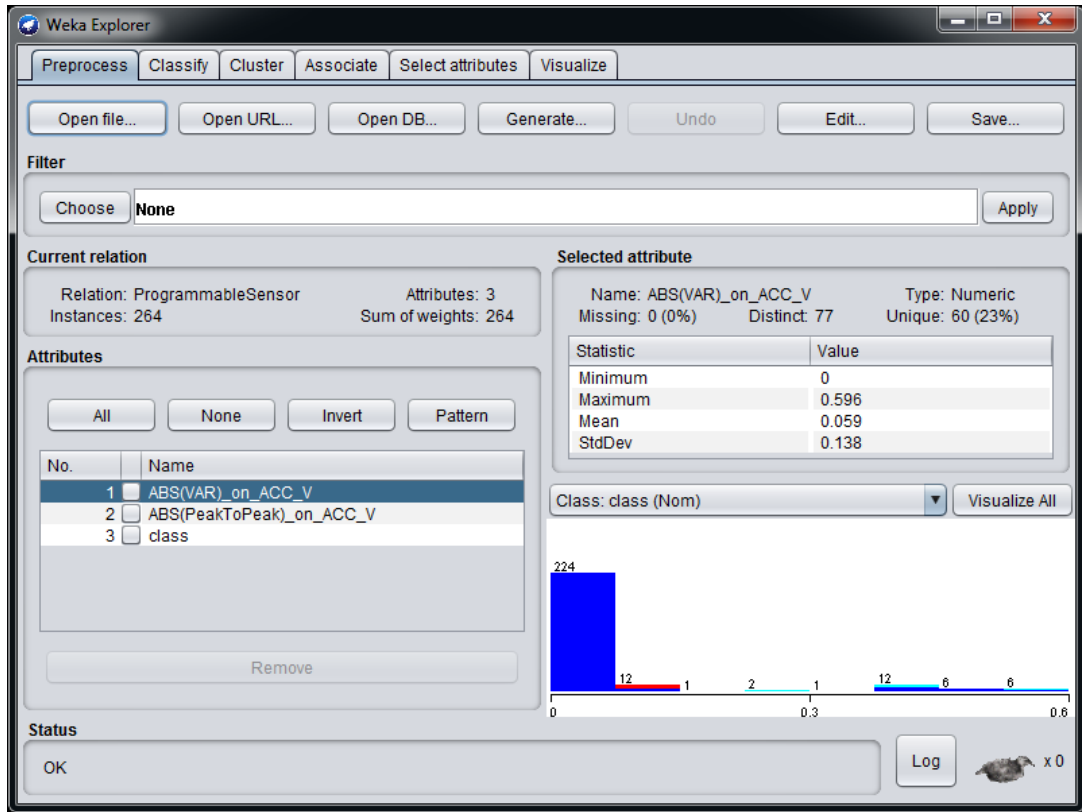 Weka Explorer
Preprocess Classify Cluster Associate Select attributes Visualize
Open file... Open URL... Open DB... Generate... Undo Edit... Save...
Filter
Choose None Apply
Current relation
Relation: ProgrammableSensor Attributes: 3
Instances: 264 Sum of weights: 264
Attributes
All None Invert Pattern
No. Name
1 ABS(VAR)_on_ACC_V
2 ABS(PeakToPeak)_on_ACC_V
3 class
Remove
Selected attribute
Name: ABS(VAR)_on_ACC_V Type: Numeric
Missing: 0 (0%) Distinct: 77 Unique: 60 (23%)
Statistic Value
Minimum 0
Maximum 0.596
Mean 0.059
StdDev 0.138
Class: class (Nom) Visualize All
224
12 1 2 1 12 6 6
0 0.3 0.6
Status
OK
Log x 0